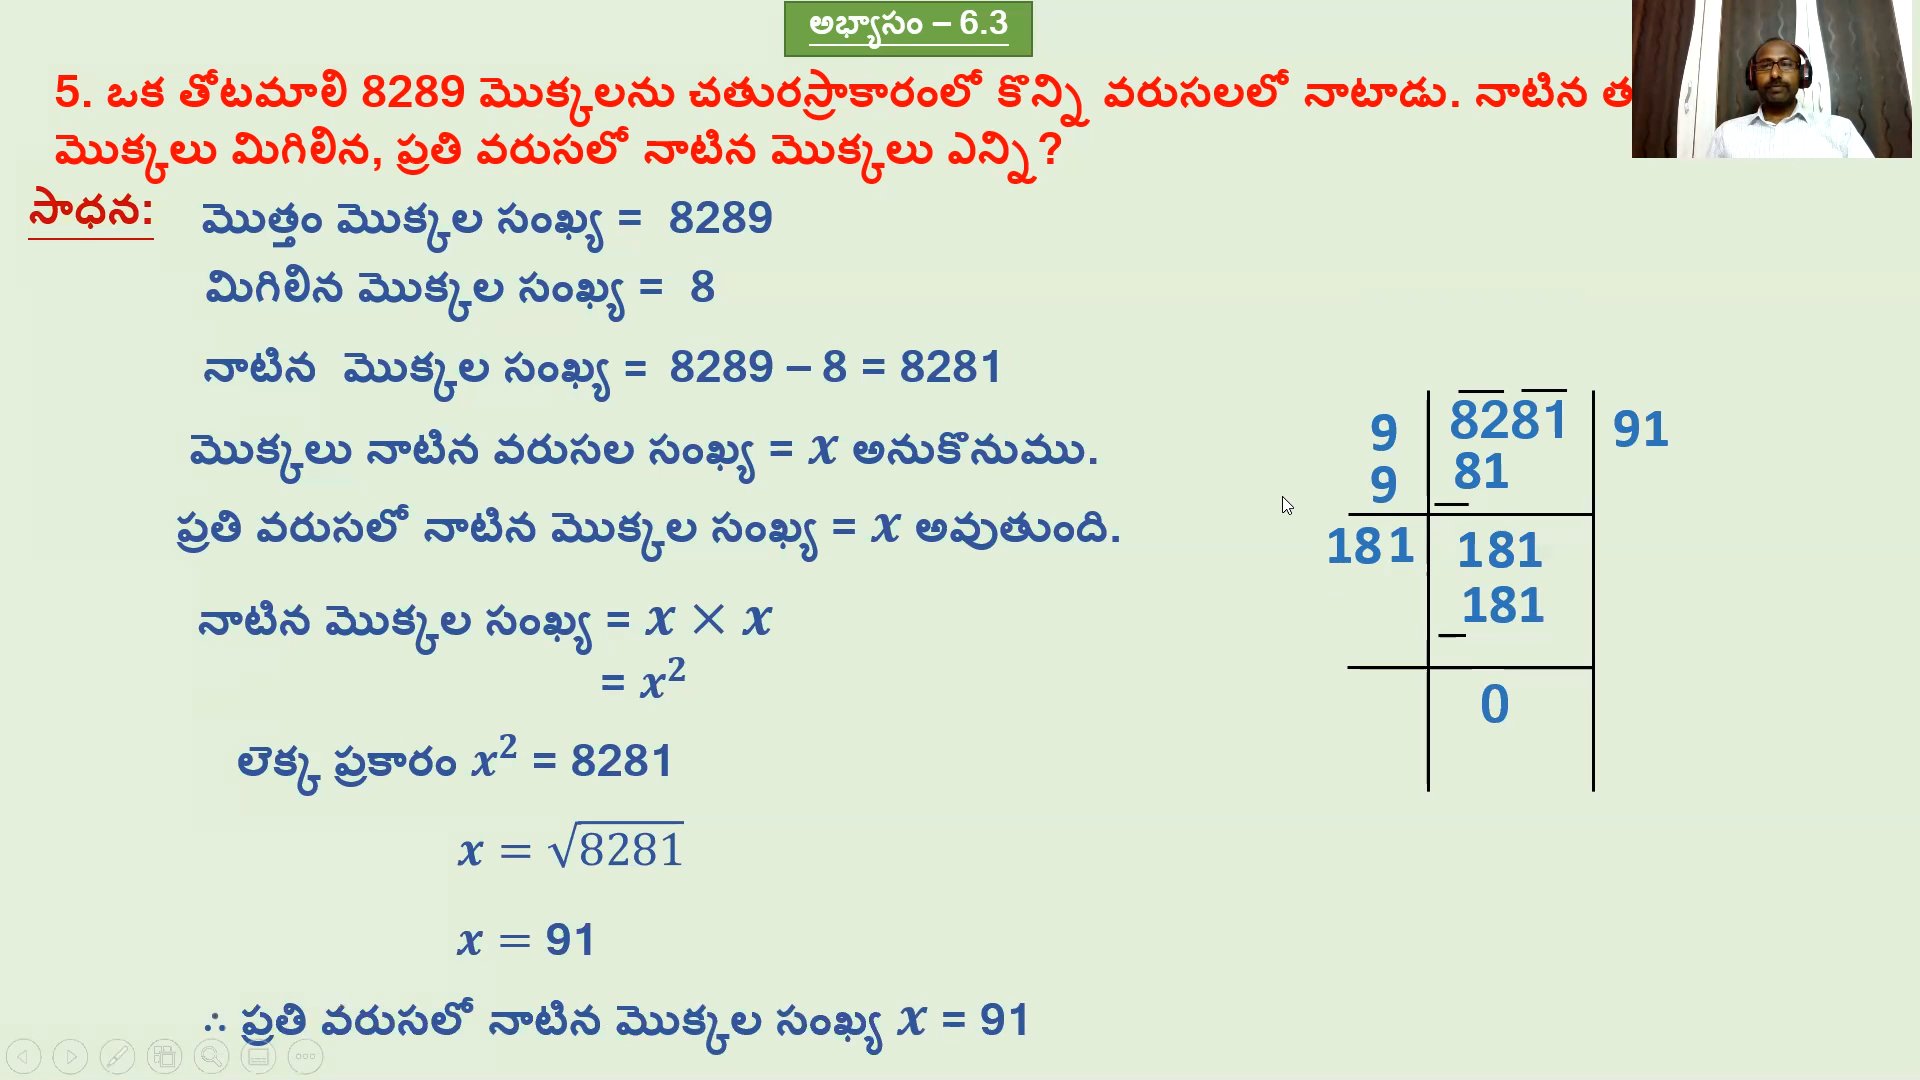 అభ్యాసం – 6.3
5. ఒక తోటమాలి 8289 మొక్కలను చతురస్రాకారంలో కొన్ని వరుసలలో నాటాడు. నాటిన
మొక్కలు మిగిలిన, ప్రతి వరుసలో నాటిన మొక్కలు ఎన్ని?
సాధన:
మొత్తం మొక్కల సంఖ్య = 8289
మిగిలిన మొక్కల సంఖ్య = 8
నాటిన మొక్కల సంఖ్య = 8289 – 8 = 8281
మొక్కలు నాటిన వరుసల సంఖ్య = x అనుకొనుము.
ప్రతి వరుసలో నాటిన మొక్కల సంఖ్య = x అవుతుంది.
నాటిన మొక్కల సంఖ్య = x × x
= x²
లెక్క ప్రకారం x² = 8281
x = √8281
x = 91
∴ ప్రతి వరుసలో నాటిన మొక్కల సంఖ్య x = 91
9 8281 91
9 81
181 181
181
0